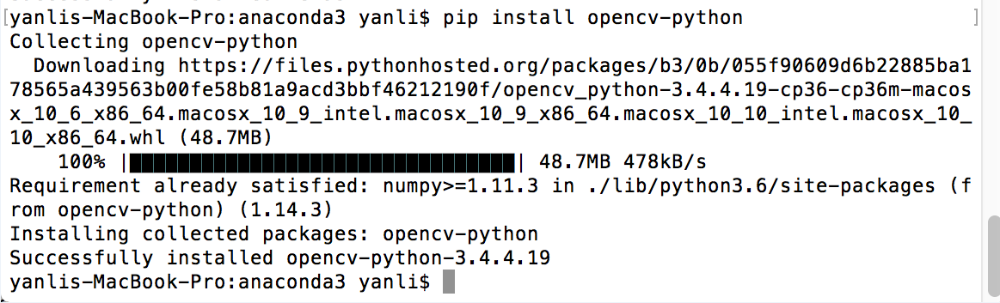 [yanlis-MacBook-Pro:anaconda3 yanli$ pip install opencv-python ]
Collecting opencv-python
  Downloading https://files.pythonhosted.org/packages/b3/0b/055f90609d6b22885ba1
78565a439563b00fe58b81a9acd3bbf46212190f/opencv_python-3.4.4.19-cp36-cp36m-macos
x_10_6_x86_64.macosx_10_9_intel.macosx_10_9_x86_64.macosx_10_10_intel.macosx_10_
10_x86_64.whl (48.7MB)
    100% |████████████████████████████████| 48.7MB 478kB/s
Requirement already satisfied: numpy>=1.11.3 in ./lib/python3.6/site-packages (f
rom opencv-python) (1.14.3)
Installing collected packages: opencv-python
Successfully installed opencv-python-3.4.4.19
yanlis-MacBook-Pro:anaconda3 yanli$